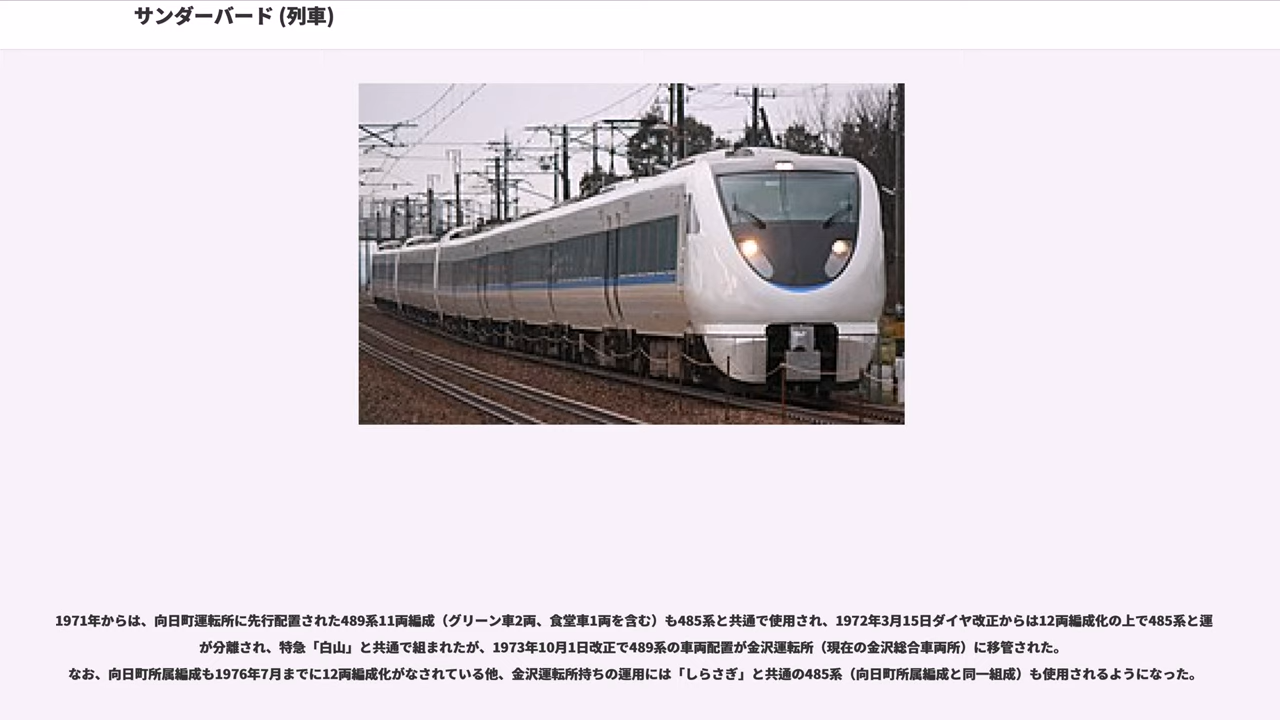 サンダーバード (列車)
1971年からは、向日町運転所に先行配置された489系11両編成（グリーン車2両、食堂車1両を含む）も485系と共通で使用され、1972年3月15日ダイヤ改正からは12両編成化の上で485系と運
が分離され、特急「白山」と共通で組まれたが、1973年10月1日改正で489系の車両配置が金沢運転所（現在の金沢総合車両所）に移管された。
なお、向日町所属編成も1976年7月までに12両編成化がなされている他、金沢運転所持ちの運用には「しらさぎ」と共通の485系（向日町所属編成と同一組成）も使用されるようになった。